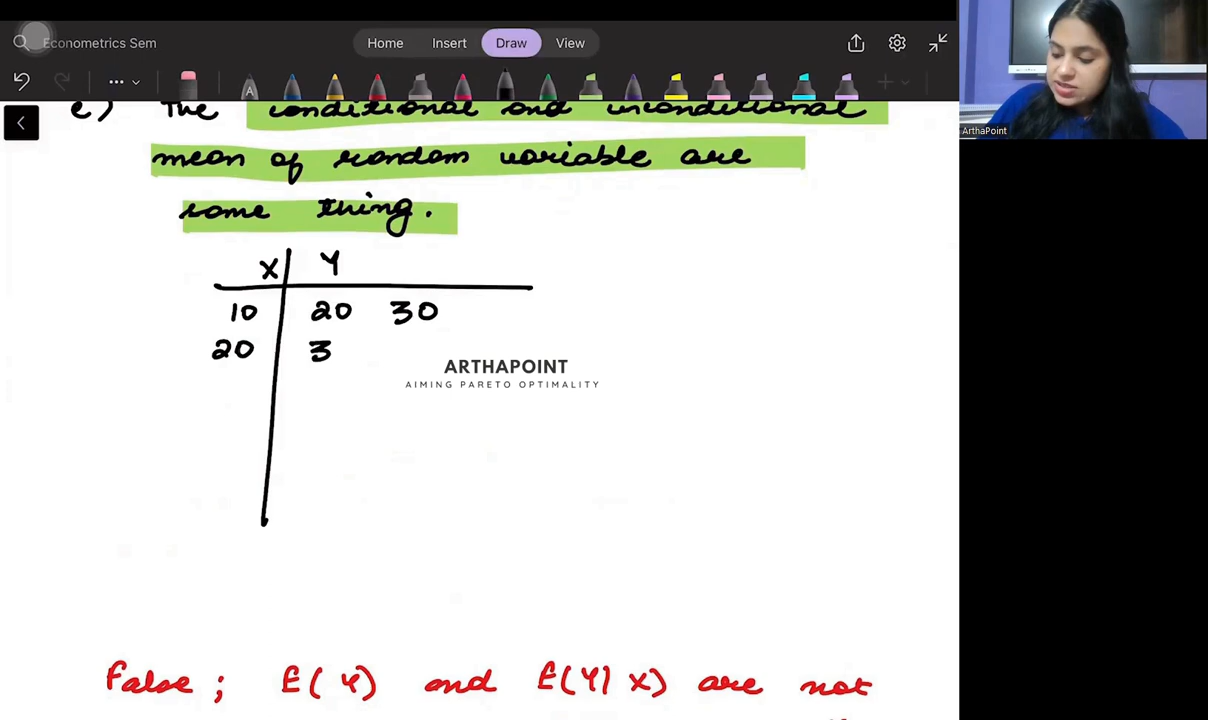 Econometrics Sem
Home Insert Draw View
A
ArthaPoint
e) The conditional and inconditional
mean of random variable are
same thing.
X Y
10 20 30
20 3
ARTHAPOINT
AIMING PARETO OPTIMALITY
False; E(Y) and E(Y|X) are not